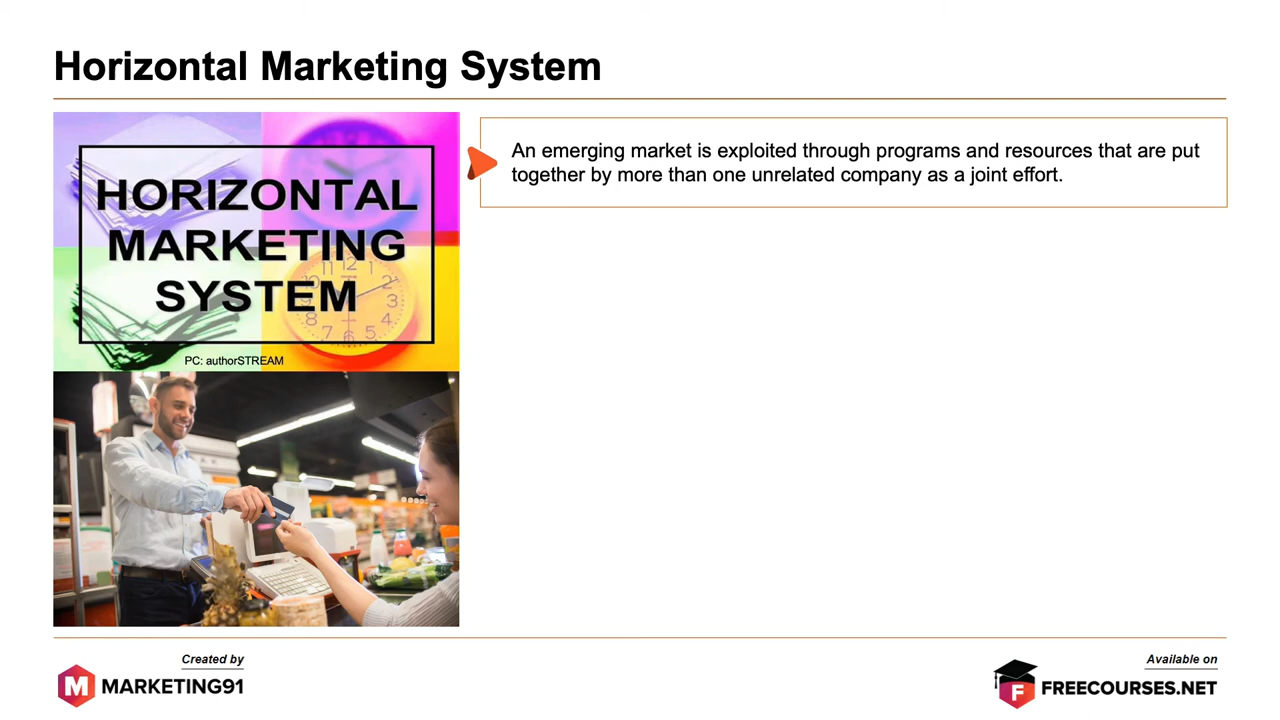 Horizontal Marketing System
HORIZONTAL
MARKETING
SYSTEM
PC: authorSTREAM
An emerging market is exploited through programs and resources that are put
together by more than one unrelated company as a joint effort.
Created by
M MARKETING91
Available on
F FREECOURSES.NET